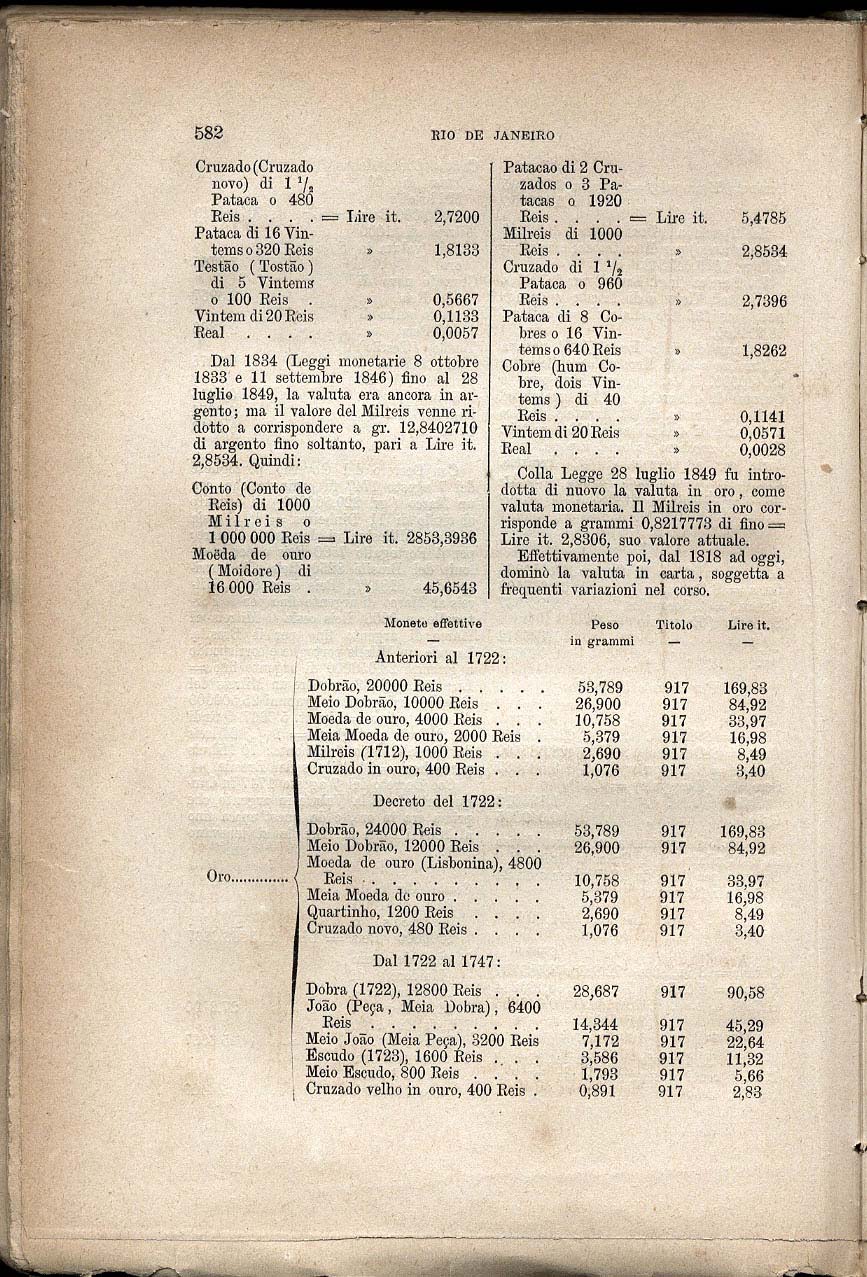 582
RIO DE JANEIRO
Cruzado (Cruzado
novo) di 1 1/2
Pataca o 480
Reis . . . . = Lire it. 2,7200
Pataca di 16 Vin-
tems o 320 Reis » 1,8133
Testão (Tostão)
di 5 Vintems
o 100 Reis . » 0,5667
Vintem di 20 Reis » 0,1133
Real . . . . » 0,0057
Dal 1834 (Leggi monetarie 8 ottobre
1833 e 11 settembre 1846) fino al 28
luglio 1849, la valuta era ancora in ar-
gento; ma il valore del Milreis venne ri-
dotto a corrispondere a gr. 12,8402710
di argento fino soltanto, pari a Lire it.
2,8534. Quindi:
Conto (Conto de
Reis) di 1000
Milreis o
1 000 000 Reis = Lire it. 2853,3936
Moëda de ouro
(Moidore) di
16 000 Reis . » 45,6543
Patacao di 2 Cru-
zados o 3 Pa-
tacas o 1920
Reis . . . . = Lire it. 5,4785
Milreis di 1000
Reis . . . . » 2,8534
Cruzado di 1 1/2
Pataca o 960
Reis . . . . » 2,7396
Pataca di 8 Co-
bres o 16 Vin-
tems o 640 Reis » 1,8262
Cobre (hum Co-
bre, dois Vin-
tems) di 40
Reis . . . . » 0,1141
Vintem di 20 Reis » 0,0571
Real . . . . » 0,0028
Colla Legge 28 luglio 1849 fu intro-
dotta di nuovo la valuta in oro, come
valuta monetaria. Il Milreis in oro cor-
risponde a grammi 0,8217773 di fino =
Lire it. 2,8306, suo valore attuale.
Effettivamente poi, dal 1818 ad oggi,
dominò la valuta in carta, soggetta a
frequenti variazioni nel corso.
Monete effettive Peso Titolo Lire it.
— in grammi — —
Anteriori al 1722:
Dobrão, 20000 Reis . . . . . 53,789 917 169,83
Meio Dobrão, 10000 Reis . . . 26,900 917 84,92
Moeda de ouro, 4000 Reis . . . 10,758 917 33,97
Meia Moeda de ouro, 2000 Reis . 5,379 917 16,98
Milreis (1712), 1000 Reis . . . 2,690 917 8,49
Cruzado in ouro, 400 Reis . . . 1,076 917 3,40
Decreto del 1722:
Dobrão, 24000 Reis . . . . . 53,789 917 169,83
Meio Dobrão, 12000 Reis . . . 26,900 917 84,92
Moeda de ouro (Lisbonina), 4800
Oro..............
Reis . . . . . . . . . 10,758 917 33,97
Meia Moeda de ouro . . . . . 5,379 917 16,98
Quartinho, 1200 Reis . . . . 2,690 917 8,49
Cruzado novo, 480 Reis . . . . 1,076 917 3,40
Dal 1722 al 1747:
Dobra (1722), 12800 Reis . . . 28,687 917 90,58
João (Peça, Meia Dobra), 6400
Reis . . . . . . . . . 14,344 917 45,29
Meio João (Meia Peça), 3200 Reis 7,172 917 22,64
Escudo (1723), 1600 Reis . . . 3,586 917 11,32
Meio Escudo, 800 Reis . . . . 1,793 917 5,66
Cruzado velho in ouro, 400 Reis . 0,891 917 2,83